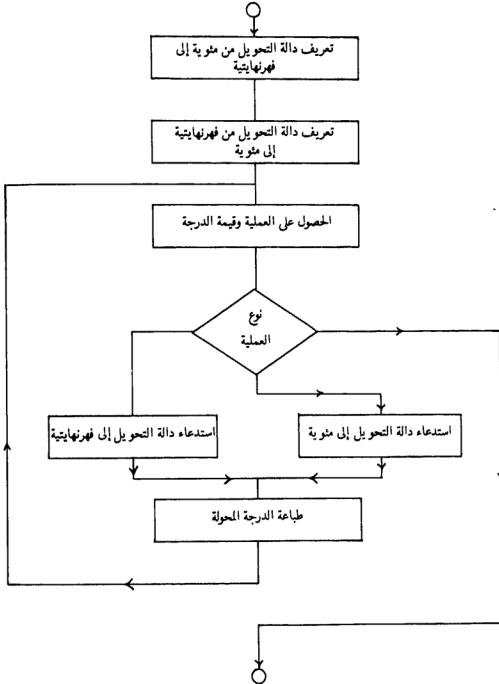 تعريف دالة التحويل من مئوية إلى
فهرنهايتية
تعريف دالة التحويل من فهرنهايتية
إلى مئوية
الحصول على العملية وقيمة الدرجة
نوع
العملية
استدعاء دالة التحويل إلى مئوية
استدعاء دالة التحويل إلى فهرنهايتية
طباعة الدرجة المحولة